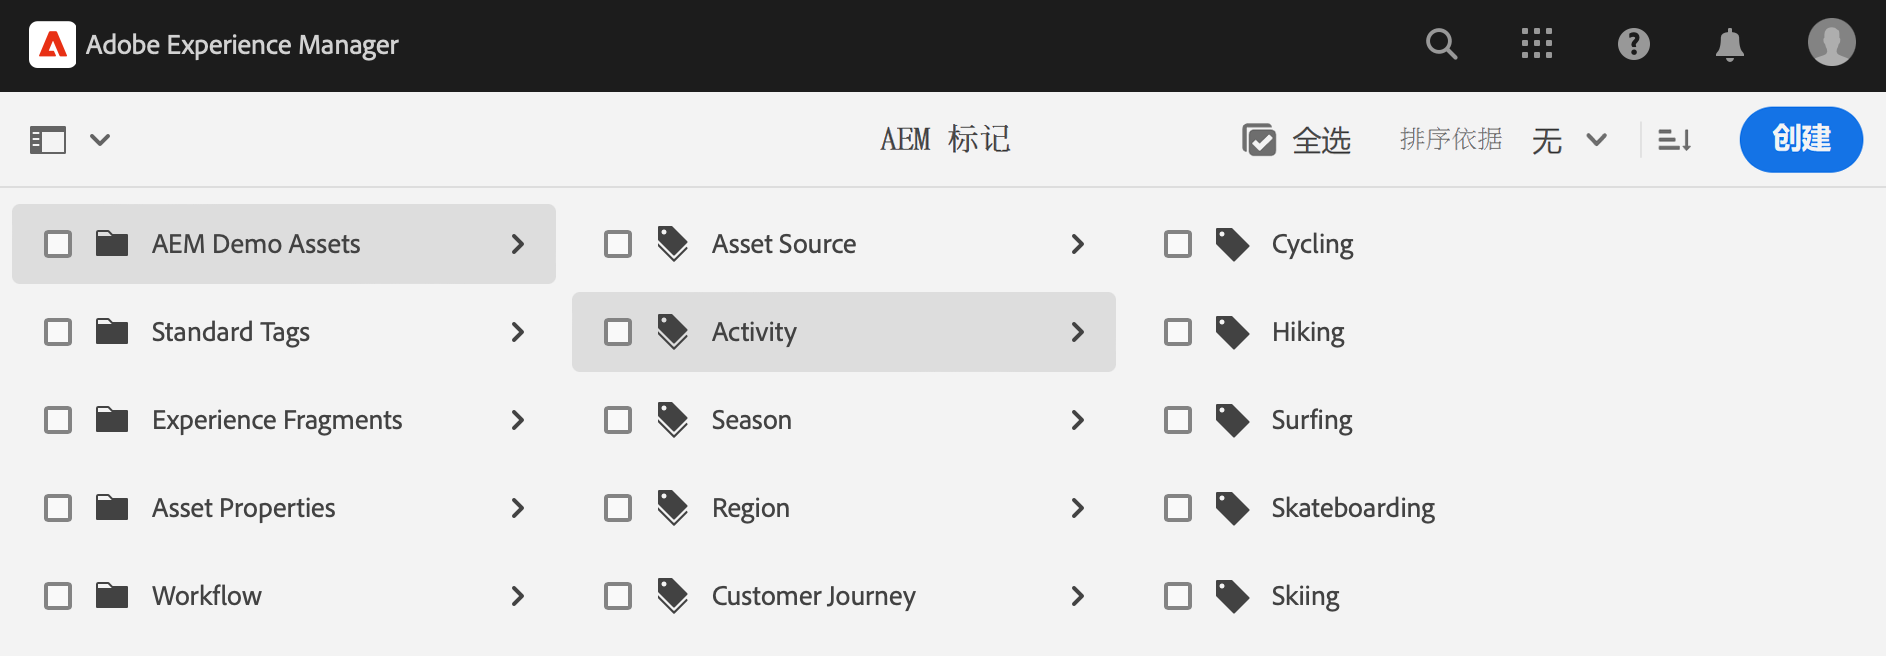 Adobe Experience Manager
AEM 标记
全选
排序依据 无
创建
AEM Demo Assets
Standard Tags
Experience Fragments
Asset Properties
Workflow
Asset Source
Activity
Season
Region
Customer Journey
Cycling
Hiking
Surfing
Skateboarding
Skiing